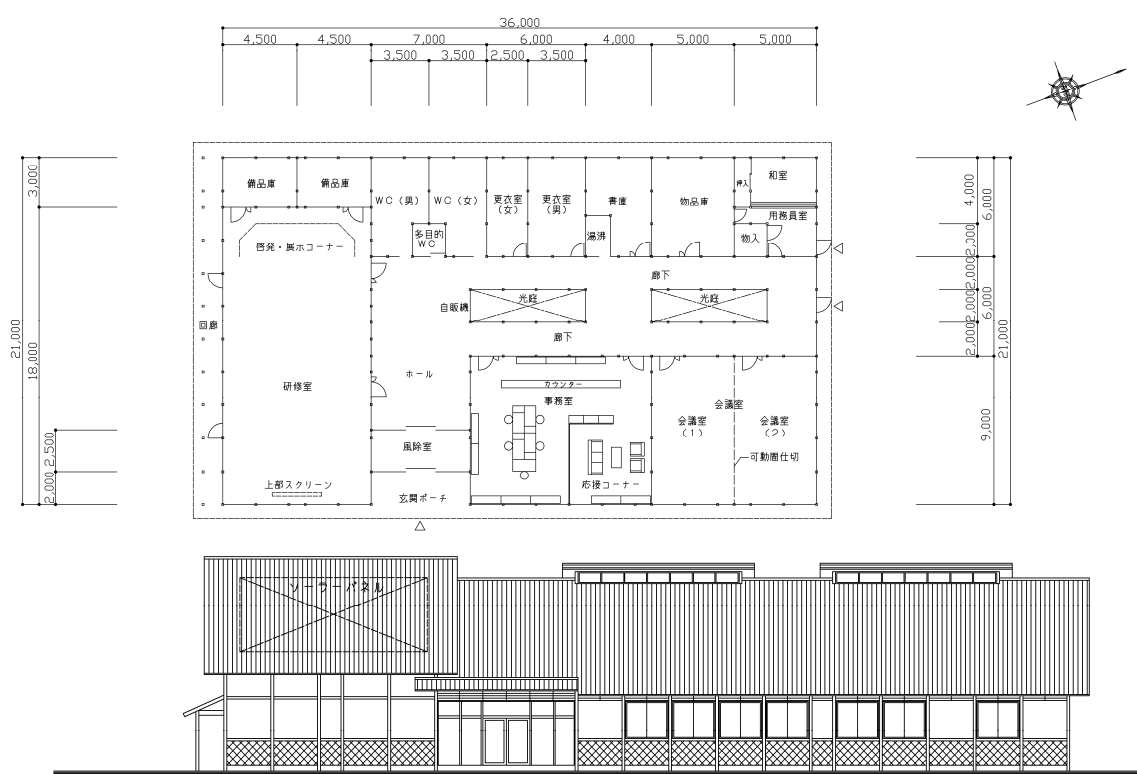 36,000
4,500 4,500 7,000 6,000 4,000 5,000 5,000
3,500 3,500 2,500 3,500
3,000
18,000
21,000
2,500
2,000
4,000
2,000
2,000
2,000
2,000
6,000
6,000
9,000
21,000
備品庫
備品庫
WC(男)
WC(女)
多目的
WC
更衣室
(女)
更衣室
(男)
書庫
湯沸
物品庫
押入
和室
用務員室
物入
啓発・展示コーナー
廊下
光庭
光庭
自販機
廊下
回廊
ホール
研修室
カウンター
事務室
会議室
会議室
(1)
会議室
(2)
風除室
可動間仕切
上部スクリーン
玄関ポーチ
応接コーナー
ソーラーパネル